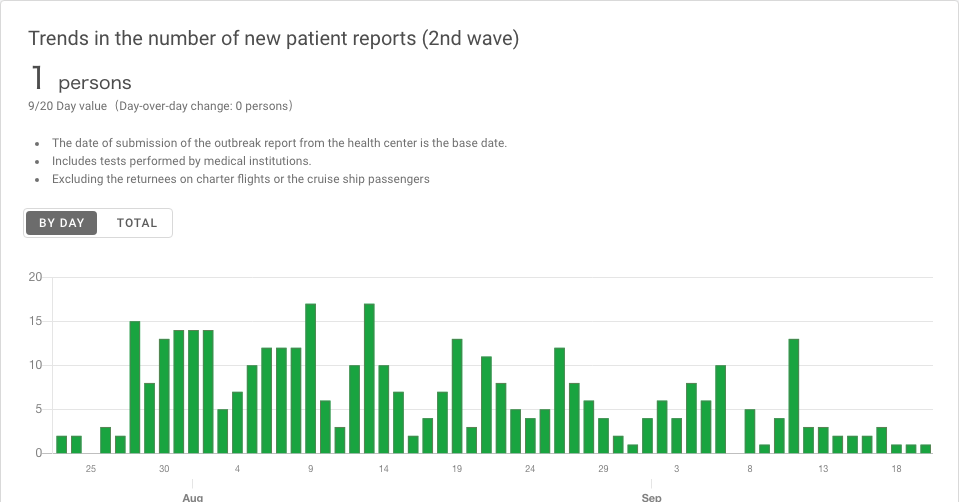 Trends in the number of new patient reports (2nd wave)
1 persons
9/20 Day value（Day-over-day change: 0 persons）
The date of submission of the outbreak report from the health center is the base date.
Includes tests performed by medical institutions.
Excluding the returnees on charter flights or the cruise ship passengers
BY DAY TOTAL
20
15
10
5
0
25 30 4 9 14 19 24 29 3 8 13 18
Aug Sep